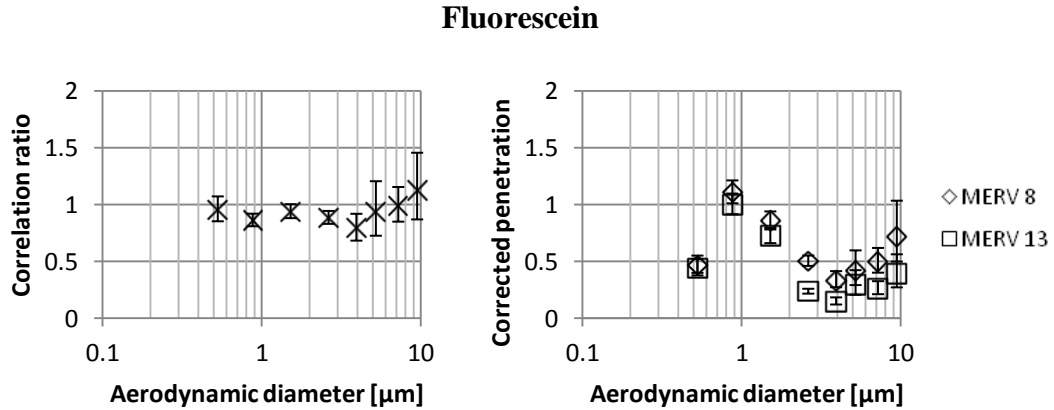 Fluorescein
2
1.5
1
0.5
0
0.1
1
10
Correlation ratio
Aerodynamic diameter [µm]
2
1.5
1
0.5
0
0.1
1
10
Corrected penetration
Aerodynamic diameter [µm]
MERV 8
MERV 13